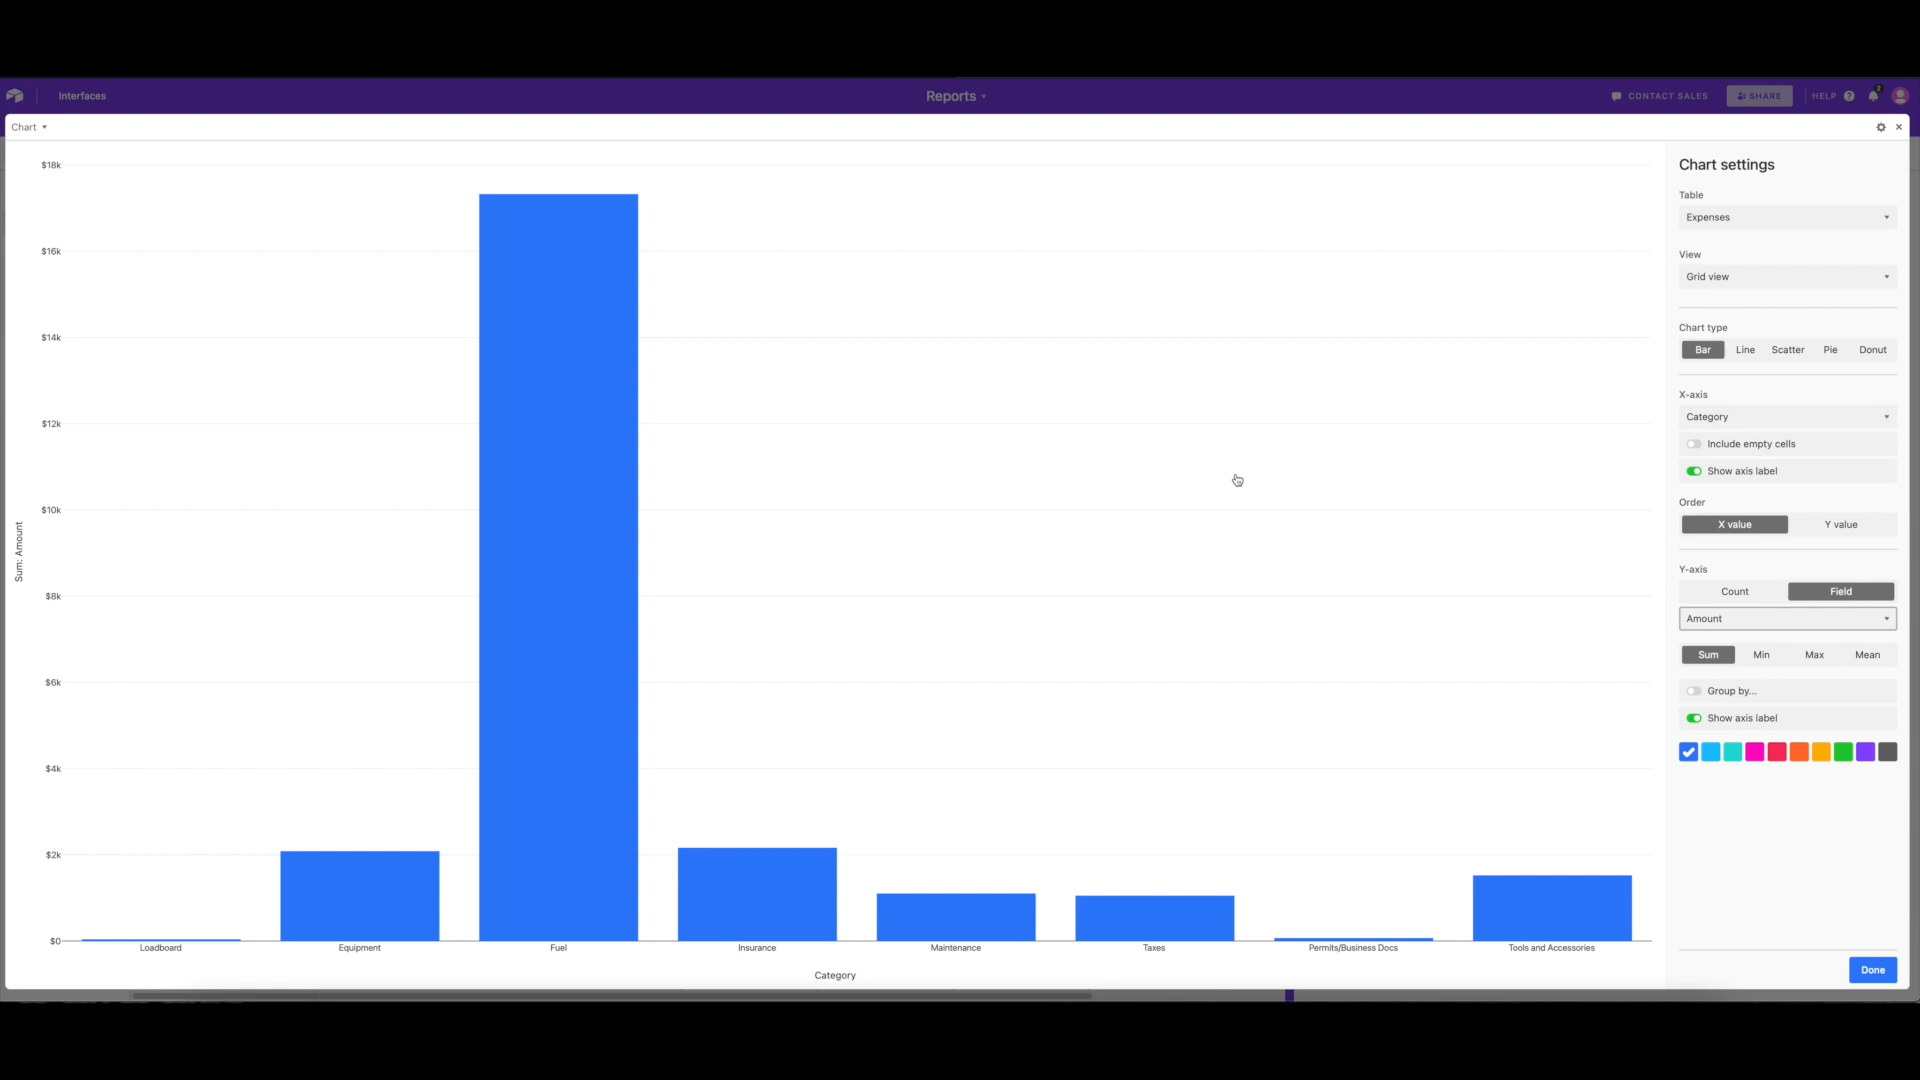 Interfaces
Reports
CONTACT SALES
SHARE
HELP
2
Chart
$18k
$16k
$14k
$12k
$10k
$8k
$6k
$4k
$2k
$0
Sum: Amount
Loadboard Equipment Fuel Insurance Maintenance Taxes Permits/Business Docs Tools and Accessories
Category
Chart settings
Table
Expenses
View
Grid view
Chart type
Bar Line Scatter Pie Donut
X-axis
Category
Include empty cells
Show axis label
Order
X value Y value
Y-axis
Count Field
Amount
Sum Min Max Mean
Group by...
Show axis label
Done